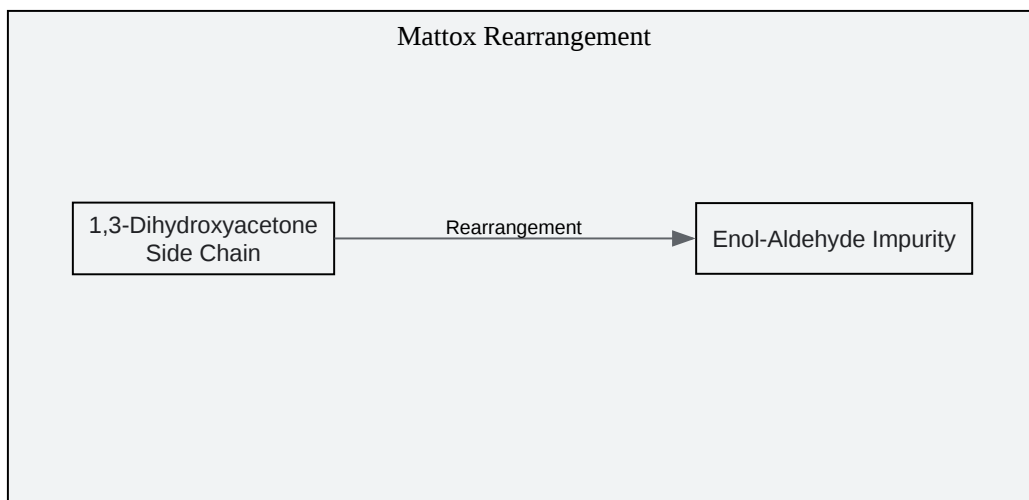 Mattox Rearrangement
1,3-Dihydroxyacetone
Side Chain
Rearrangement
Enol-Aldehyde Impurity